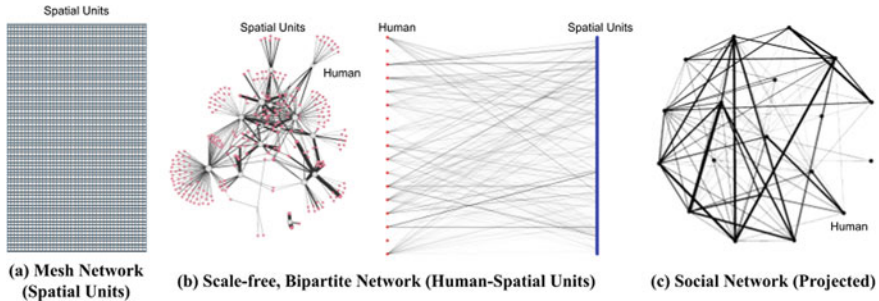 Spatial Units
Spatial Units
Human
Human
Spatial Units
Human
(a) Mesh Network
(Spatial Units)
(b) Scale-free, Bipartite Network (Human-Spatial Units)
(c) Social Network (Projected)